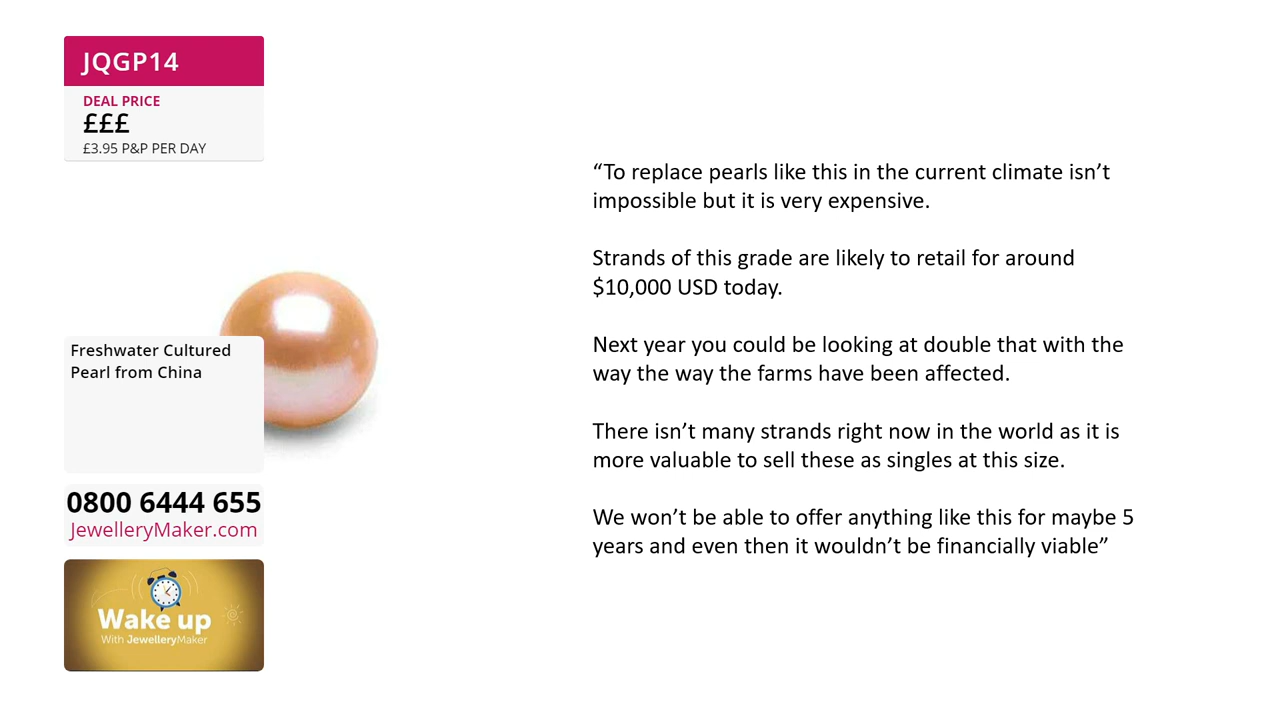 JQGP14
DEAL PRICE
£££
£3.95 P&P PER DAY
Freshwater Cultured
Pearl from China
0800 6444 655
JewelleryMaker.com
Wake up
With JewelleryMaker
“To replace pearls like this in the current climate isn’t
impossible but it is very expensive.
Strands of this grade are likely to retail for around
$10,000 USD today.
Next year you could be looking at double that with the
way the way the farms have been affected.
There isn’t many strands right now in the world as it is
more valuable to sell these as singles at this size.
We won’t be able to offer anything like this for maybe 5
years and even then it wouldn’t be financially viable”